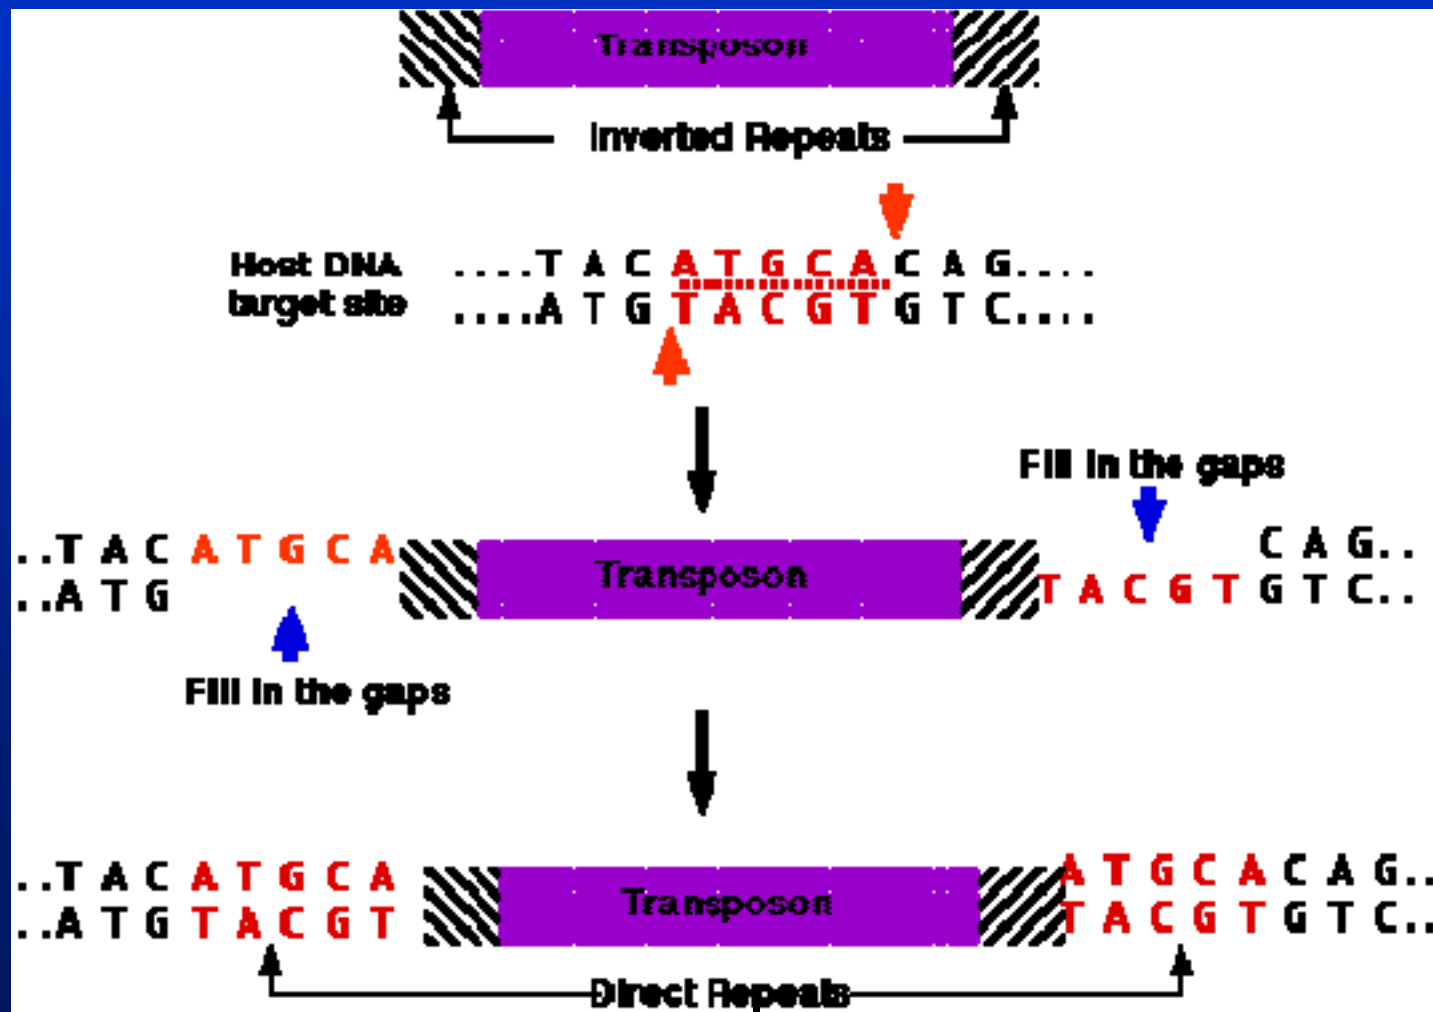 Transposon
Inverted Repeats
Host DNA target site
....T A C A T G C A C A G....
....A T G T A C G T G T C....
Fill in the gaps
..T A C A T G C A
..A T G
Transposon
C A G..
T A C G T G T C..
Fill in the gaps
..T A C A T G C A
..A T G T A C G T
Transposon
A T G C A C A G..
T A C G T G T C..
Direct Repeats